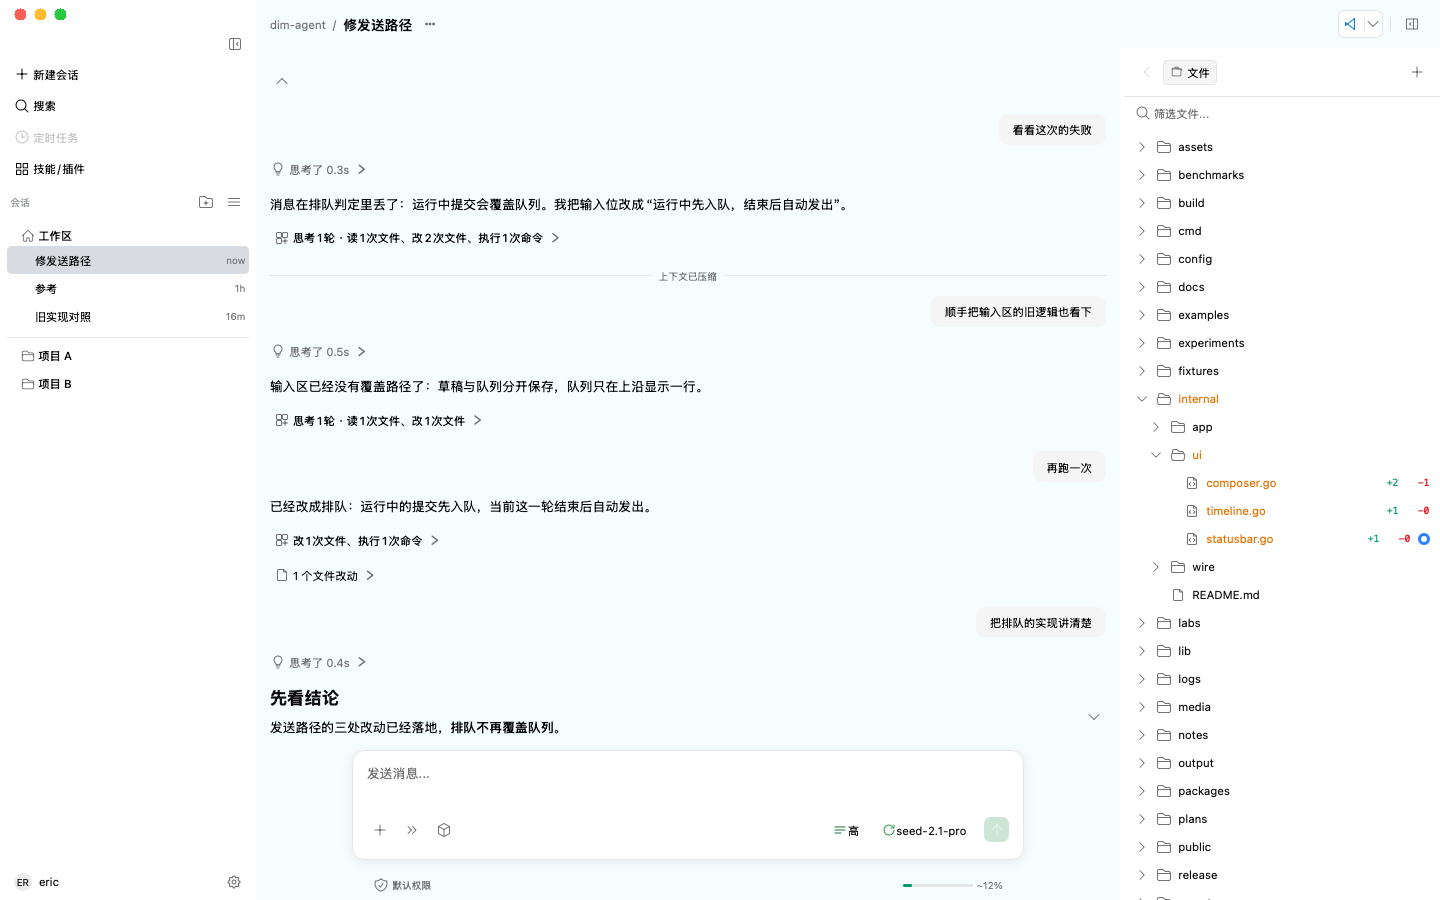 新建会话
搜索
定时任务
技能/插件
会话
工作区
修发送路径 now
参考 1h
旧实现对照 16m
项目 A
项目 B
ER eric
dim-agent / 修发送路径 ···
看看这次的失败
思考了 0.3s
消息在排队判定里丢了：运行中提交会覆盖队列。我把输入位改成“运行中先入队，结束后自动发出”。
思考1轮 · 读1次文件、改2次文件、执行1次命令
上下文已压缩
顺手把输入区的旧逻辑也看下
思考了 0.5s
输入区已经没有覆盖路径了：草稿与队列分开保存，队列只在上沿显示一行。
思考1轮 · 读1次文件、改1次文件
再跑一次
已经改成排队：运行中的提交先入队，当前这一轮结束后自动发出。
改1次文件、执行1次命令
1 个文件改动
把排队的实现讲清楚
思考了 0.4s
先看结论
发送路径的三处改动已经落地，排队不再覆盖队列。
发送消息...
高 seed-2.1-pro
默认权限 ~12%
文件
筛选文件...
assets
benchmarks
build
cmd
config
docs
examples
experiments
fixtures
internal
app
ui
composer.go +2 -1
timeline.go +1 -0
statusbar.go +1 -0
wire
README.md
labs
lib
logs
media
notes
output
packages
plans
public
release